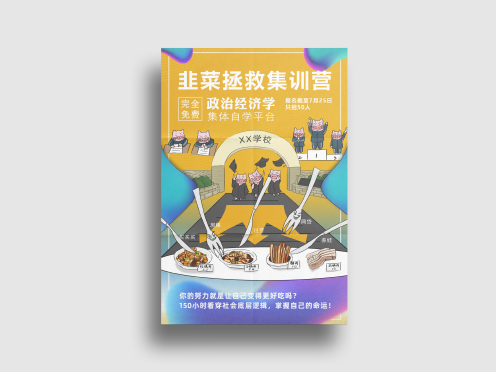 韭菜拯救集训营
完全
免费
政治经济学
集体自学平台
报名截至7月25日
只招50人
XX学校
你的努力就是让自己变得更好吃吗?
150小时看穿社会底层逻辑,掌握自己的命运!